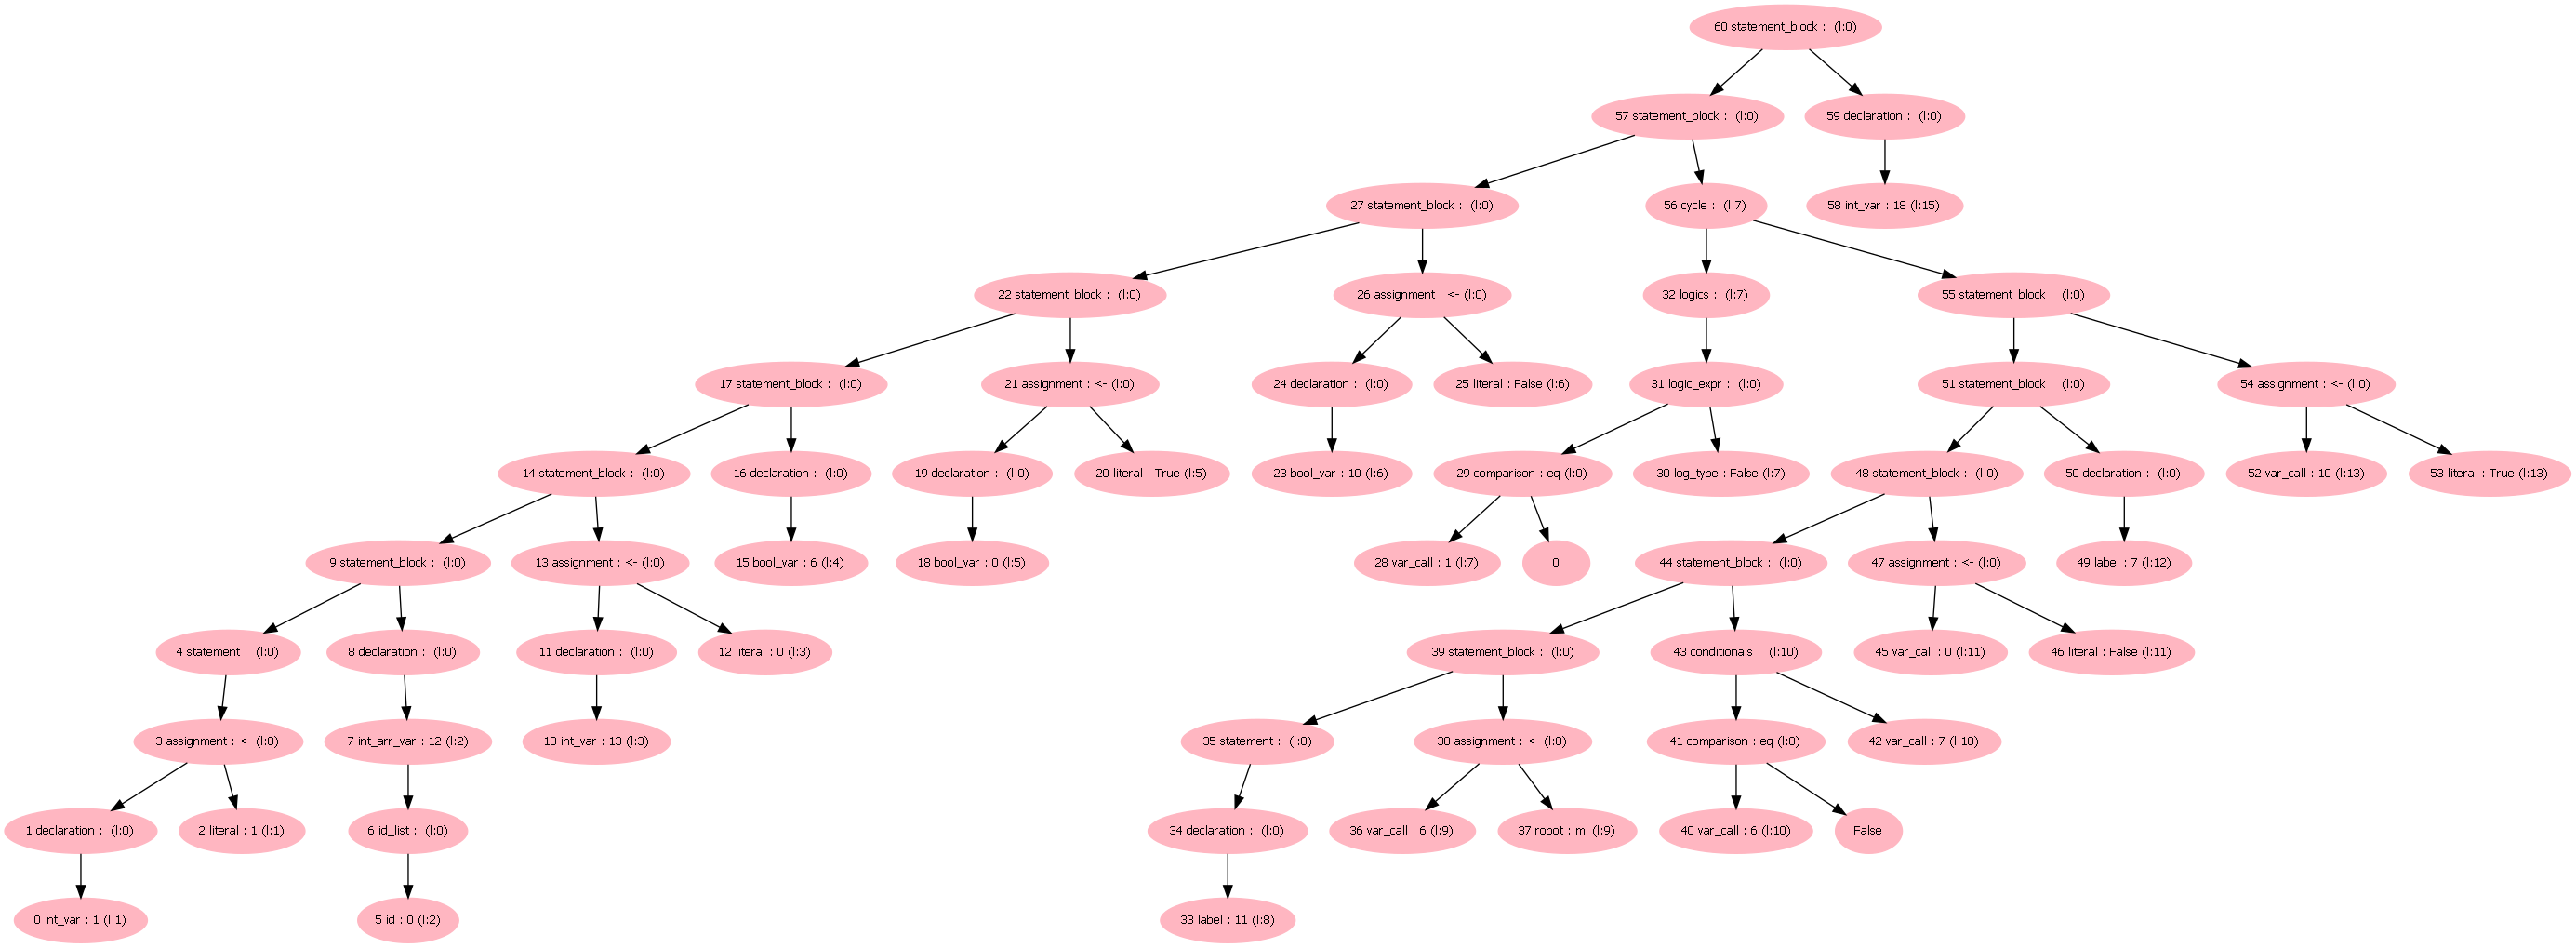 60 statement_block :  (l:0)
57 statement_block :  (l:0)
59 declaration :  (l:0)
27 statement_block :  (l:0)
56 cycle :  (l:7)
58 int_var : 18 (l:15)
22 statement_block :  (l:0)
26 assignment : <- (l:0)
32 logics :  (l:7)
55 statement_block :  (l:0)
17 statement_block :  (l:0)
21 assignment : <- (l:0)
24 declaration :  (l:0)
25 literal : False (l:6)
31 logic_expr :  (l:0)
51 statement_block :  (l:0)
54 assignment : <- (l:0)
14 statement_block :  (l:0)
16 declaration :  (l:0)
19 declaration :  (l:0)
20 literal : True (l:5)
23 bool_var : 10 (l:6)
29 comparison : eq (l:0)
30 log_type : False (l:7)
48 statement_block :  (l:0)
50 declaration :  (l:0)
52 var_call : 10 (l:13)
53 literal : True (l:13)
9 statement_block :  (l:0)
13 assignment : <- (l:0)
15 bool_var : 6 (l:4)
18 bool_var : 0 (l:5)
28 var_call : 1 (l:7)
0
44 statement_block :  (l:0)
47 assignment : <- (l:0)
49 label : 7 (l:12)
4 statement :  (l:0)
8 declaration :  (l:0)
11 declaration :  (l:0)
12 literal : 0 (l:3)
39 statement_block :  (l:0)
43 conditionals :  (l:10)
45 var_call : 0 (l:11)
46 literal : False (l:11)
3 assignment : <- (l:0)
7 int_arr_var : 12 (l:2)
10 int_var : 13 (l:3)
35 statement :  (l:0)
38 assignment : <- (l:0)
41 comparison : eq (l:0)
42 var_call : 7 (l:10)
1 declaration :  (l:0)
2 literal : 1 (l:1)
6 id_list :  (l:0)
34 declaration :  (l:0)
36 var_call : 6 (l:9)
37 robot : ml (l:9)
40 var_call : 6 (l:10)
False
0 int_var : 1 (l:1)
5 id : 0 (l:2)
33 label : 11 (l:8)